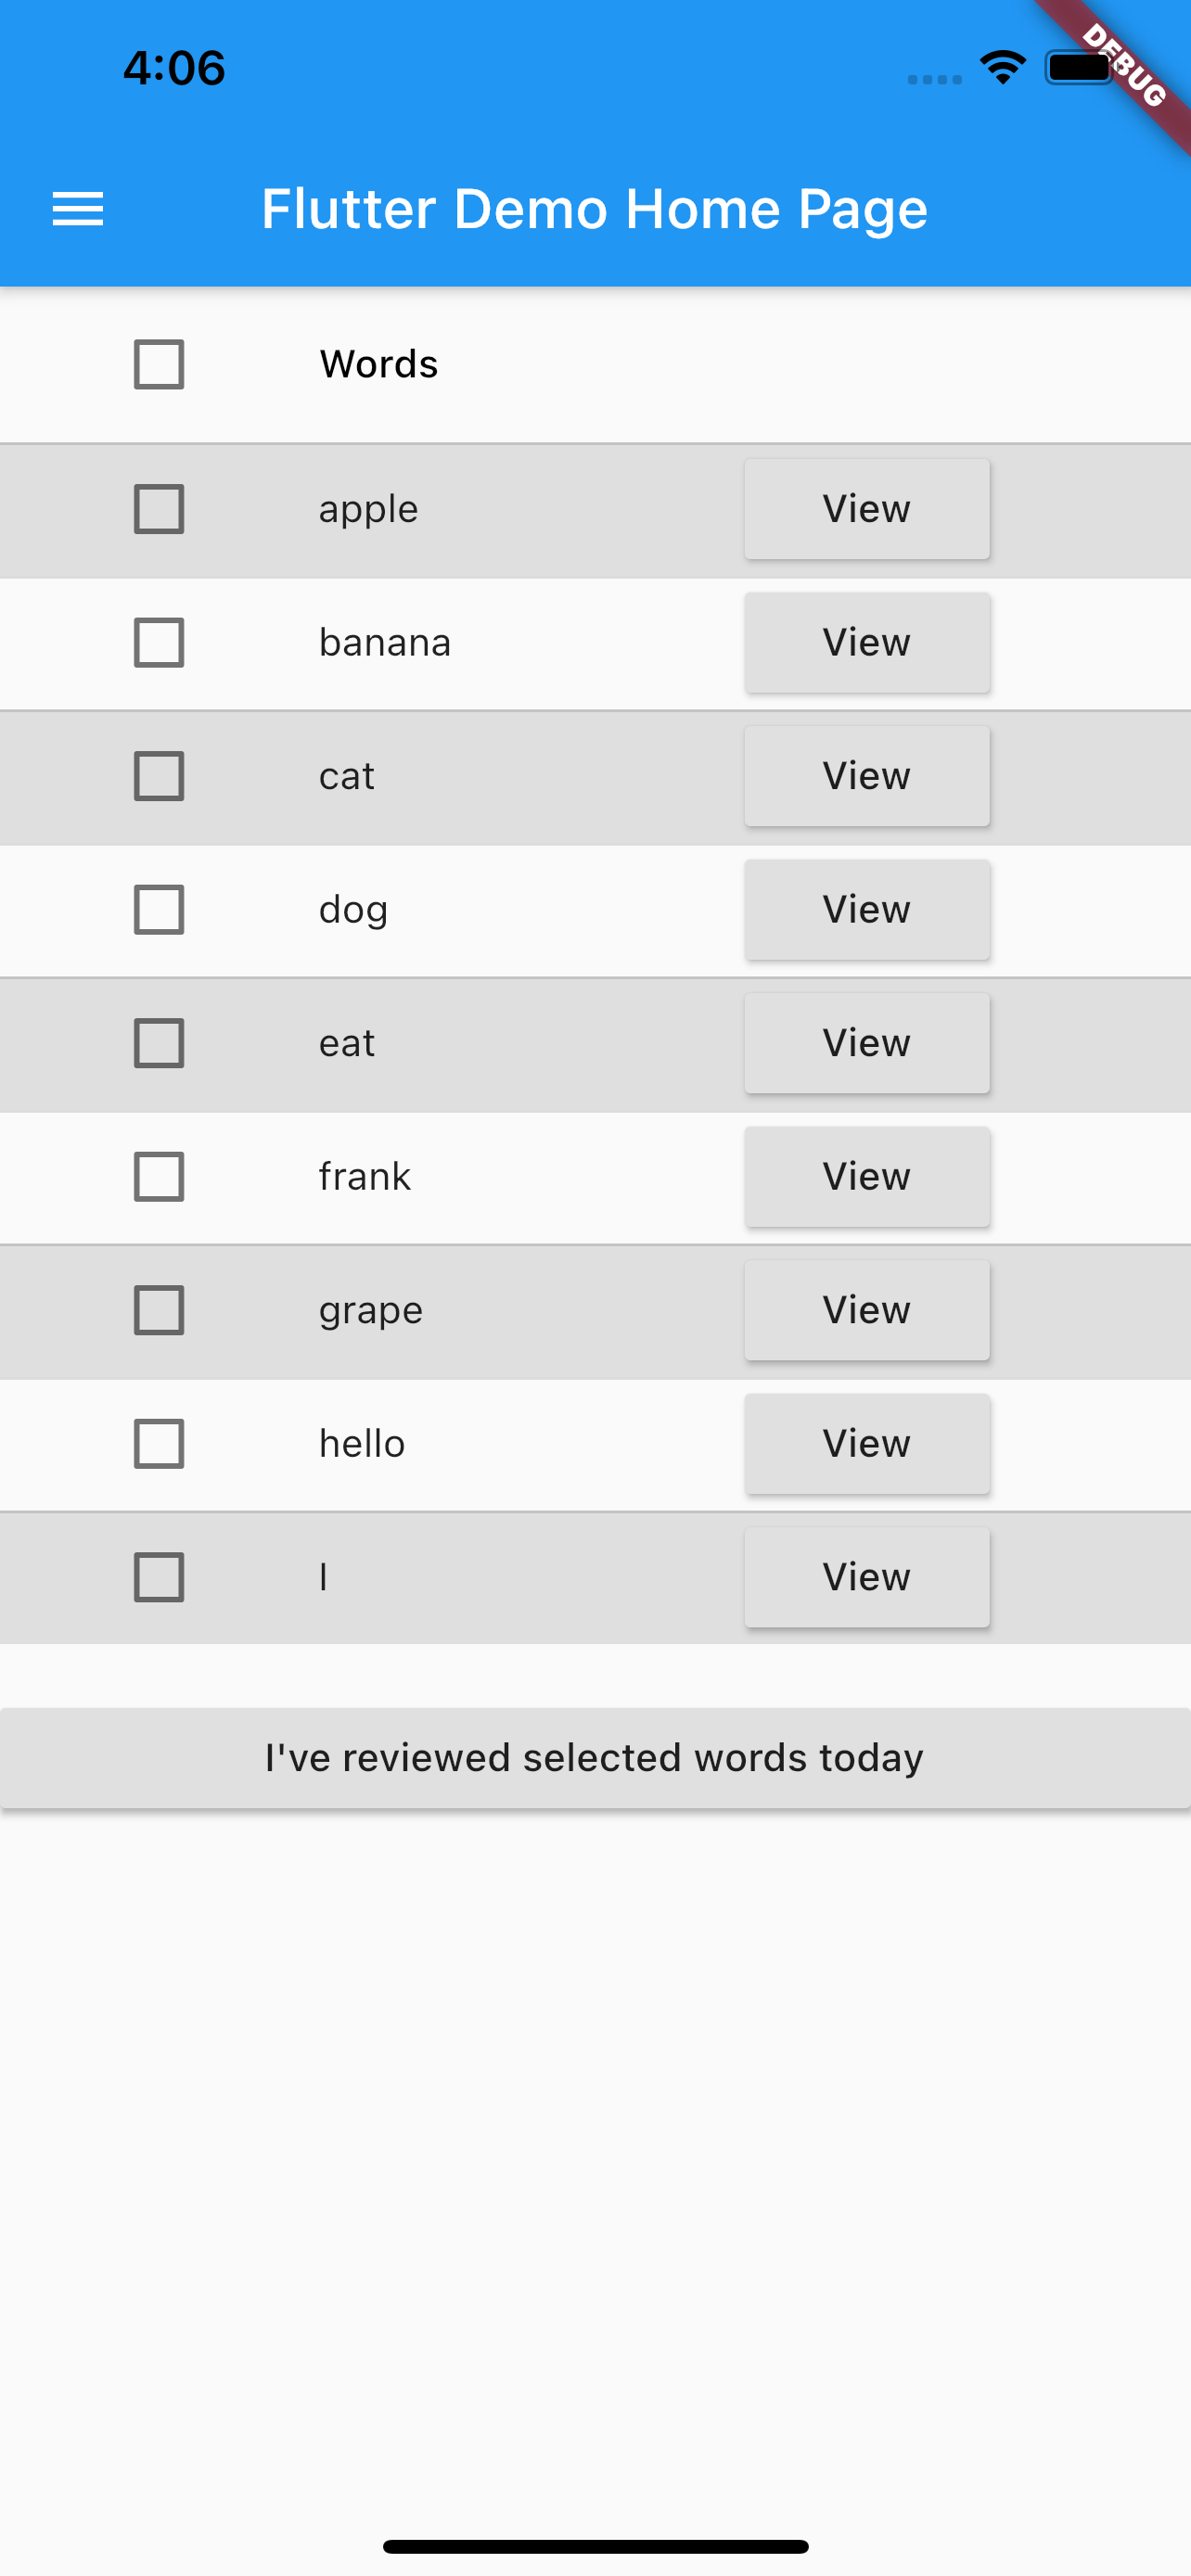 4:06
DEBUG
Flutter Demo Home Page
Words
apple View
banana View
cat View
dog View
eat View
frank View
grape View
hello View
I View
I've reviewed selected words today